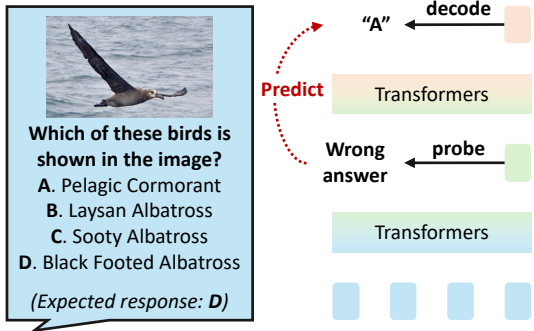 Which of these birds is
shown in the image?
A. Pelagic Cormorant
B. Laysan Albatross
C. Sooty Albatross
D. Black Footed Albatross
(Expected response: D)
“A”
decode
Transformers
Predict
Wrong
answer
probe
Transformers